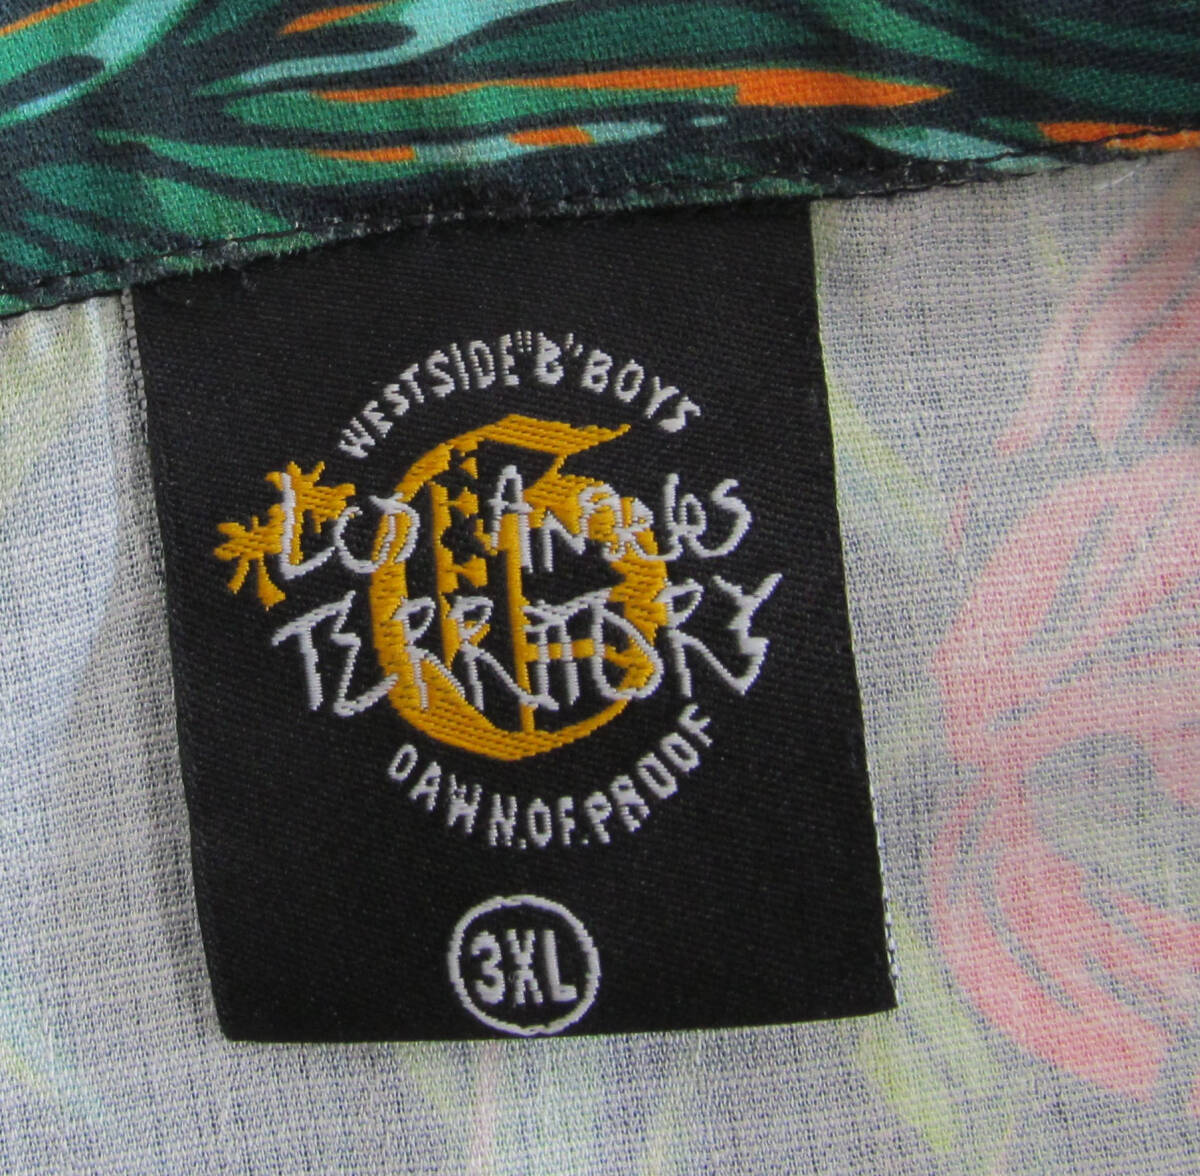 WESTSIDE "B" BOYS
LOS ANGELES
TERRITORY
DAWN.OF.PROOF
3XL